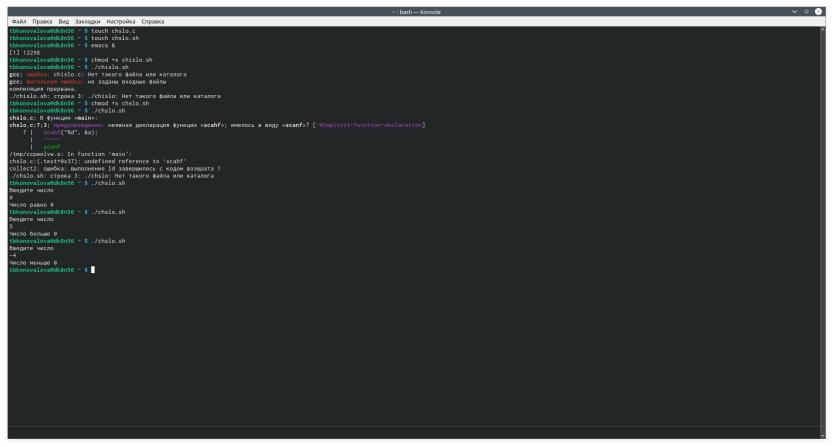 ~ : bash — Konsole
Файл Правка Вид Закладки Настройка Справка
tbkonovalova@dk8n56 ~ $ touch chslo.c
tbkonovalova@dk8n56 ~ $ touch chslo.sh
tbkonovalova@dk8n56 ~ $ emacs &
[1] 12298
tbkonovalova@dk8n56 ~ $ chmod +x chislo.sh
tbkonovalova@dk8n56 ~ $ ./chislo.sh
gcc: ошибка: chislo.c: Нет такого файла или каталога
gcc: фатальная ошибка: не заданы входные файлы
компиляция прервана.
./chislo.sh: строка 3: ./chislo: Нет такого файла или каталога
tbkonovalova@dk8n56 ~ $ chmod +x chslo.sh
tbkonovalova@dk8n56 ~ $ ./chslo.sh
chslo.c: В функции «main»:
chslo.c:7:3: предупреждение: неявная декларация функции «scahf»; имелось в виду «scanf»? [-Wimplicit-function-declaration]
7 | scahf("%d", &a);
| ^~~~~
| scanf
/tmp/ccpwolvw.o: In function 'main':
chslo.c:(.text+0x37): undefined reference to 'scahf'
collect2: ошибка: выполнение ld завершилось с кодом возврата 1
./chslo.sh: строка 3: ./chslo: Нет такого файла или каталога
tbkonovalova@dk8n56 ~ $ ./chslo.sh
Введите число
0
Число равно 0
tbkonovalova@dk8n56 ~ $ ./chslo.sh
Введите число
5
Число больше 0
tbkonovalova@dk8n56 ~ $ ./chslo.sh
Введите число
-4
Число меньше 0
tbkonovalova@dk8n56 ~ $